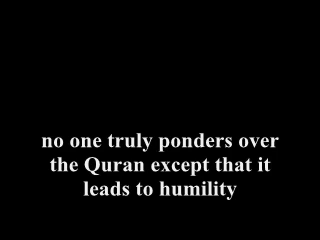 no one truly ponders over
the Quran except that it
leads to humility